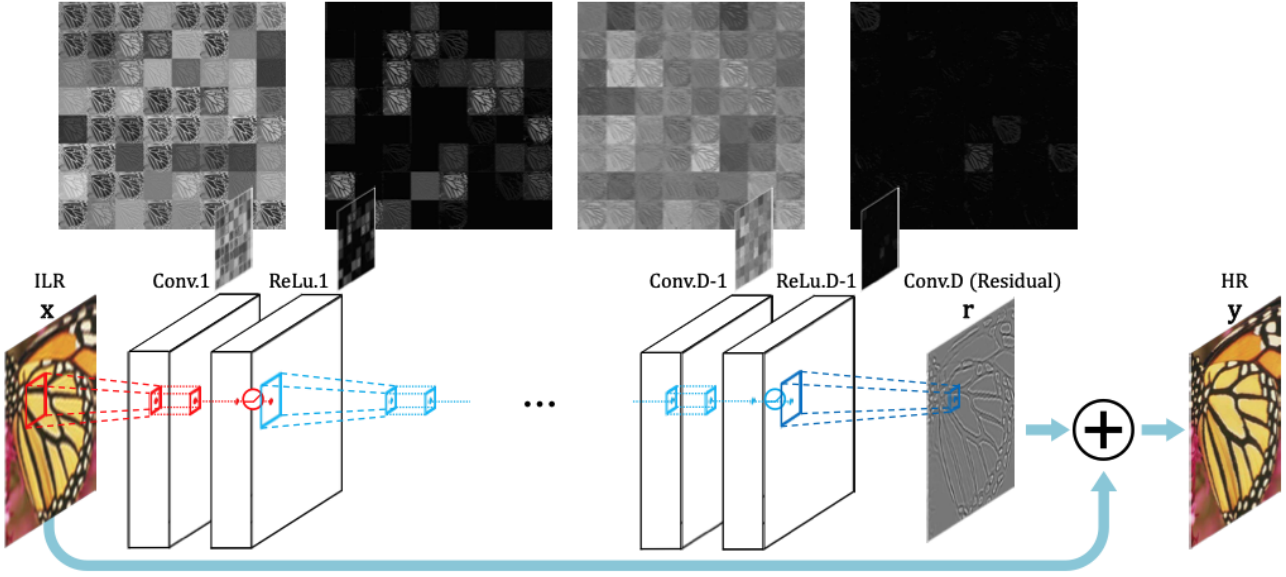 ILR
x
Conv.1
ReLu.1
...
Conv.D-1
ReLu.D-1
Conv.D (Residual)
r
HR
y